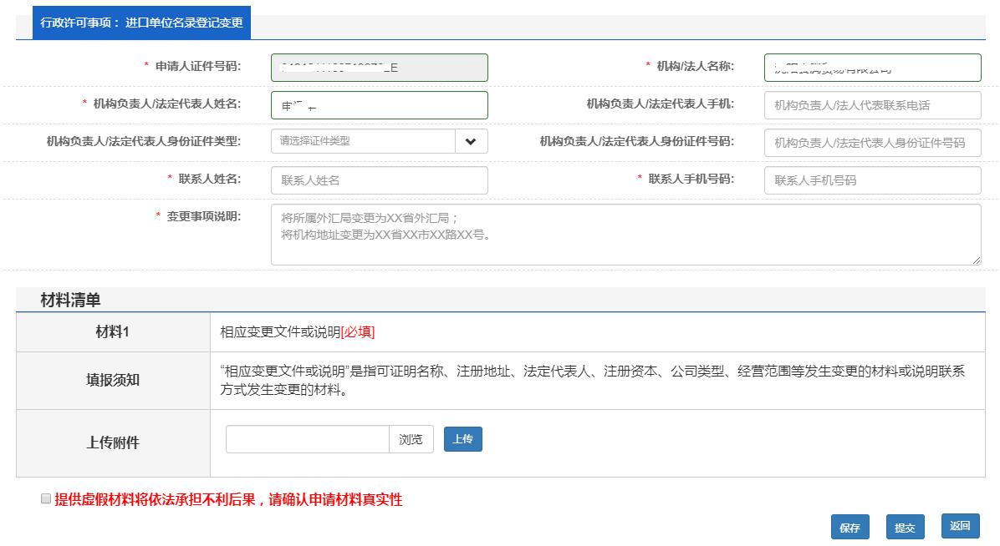 行政许可事项： 进口单位名录登记变更
* 申请人证件号码:
* 机构/法人名称:
* 机构负责人/法定代表人姓名:
机构负责人/法定代表人手机: 机构负责人/法人代表联系电话
机构负责人/法定代表人身份证件类型: 请选择证件类型
机构负责人/法定代表人身份证件号码: 机构负责人/法定代表人身份证件号码
* 联系人姓名: 联系人姓名
* 联系人手机号码: 联系人手机号码
* 变更事项说明: 将所属外汇局变更为XX省外汇局；
将机构地址变更为XX省XX市XX路XX号。
材料清单
材料1 相应变更文件或说明[必填]
填报须知 “相应变更文件或说明”是指可证明名称、注册地址、法定代表人、注册资本、公司类型、经营范围等发生变更的材料或说明联系
方式发生变更的材料。
上传附件 浏览 上传
提供虚假材料将依法承担不利后果，请确认申请材料真实性
保存 提交 返回